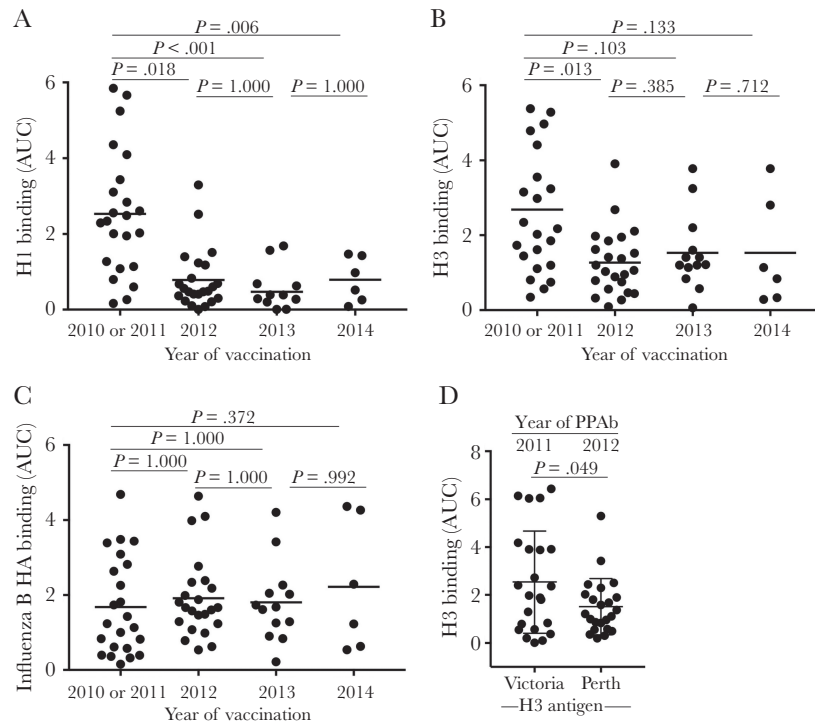 A
P = .006
P < .001
P = .018
P = 1.000
P = 1.000
6
4
2
0
H1 binding (AUC)
2010 or 2011
2012
2013
2014
Year of vaccination
B
P = .133
P = .103
P = .013
P = .385
P = .712
6
4
2
0
H3 binding (AUC)
2010 or 2011
2012
2013
2014
Year of vaccination
C
P = .372
P = 1.000
P = 1.000
P = 1.000
P = .992
6
4
2
0
Influenza B HA binding (AUC)
2010 or 2011
2012
2013
2014
Year of vaccination
D
Year of PPAb
2011
2012
P = .049
8
6
4
2
0
H3 binding (AUC)
Victoria
Perth
H3 antigen